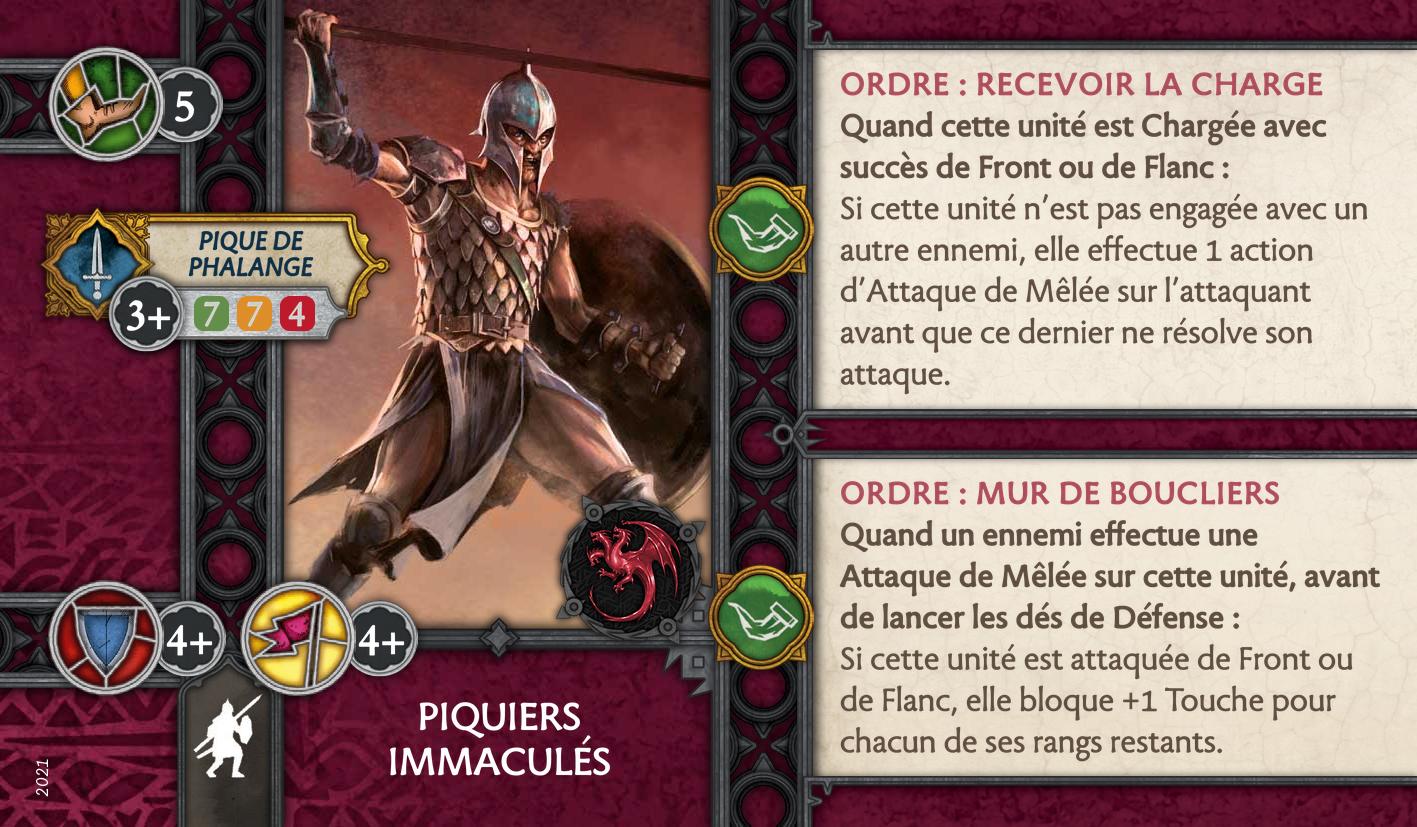 5
PIQUE DE
PHALANGE
3+ 7 7 4
4+ 4+
PIQUIERS
IMMACULÉS
2021
ORDRE : RECEVOIR LA CHARGE
Quand cette unité est Chargée avec
succès de Front ou de Flanc :
Si cette unité n’est pas engagée avec un
autre ennemi, elle effectue 1 action
d’Attaque de Mêlée sur l’attaquant
avant que ce dernier ne résolve son
attaque.
ORDRE : MUR DE BOUCLIERS
Quand un ennemi effectue une
Attaque de Mêlée sur cette unité, avant
de lancer les dés de Défense :
Si cette unité est attaquée de Front ou
de Flanc, elle bloque +1 Touche pour
chacun de ses rangs restants.